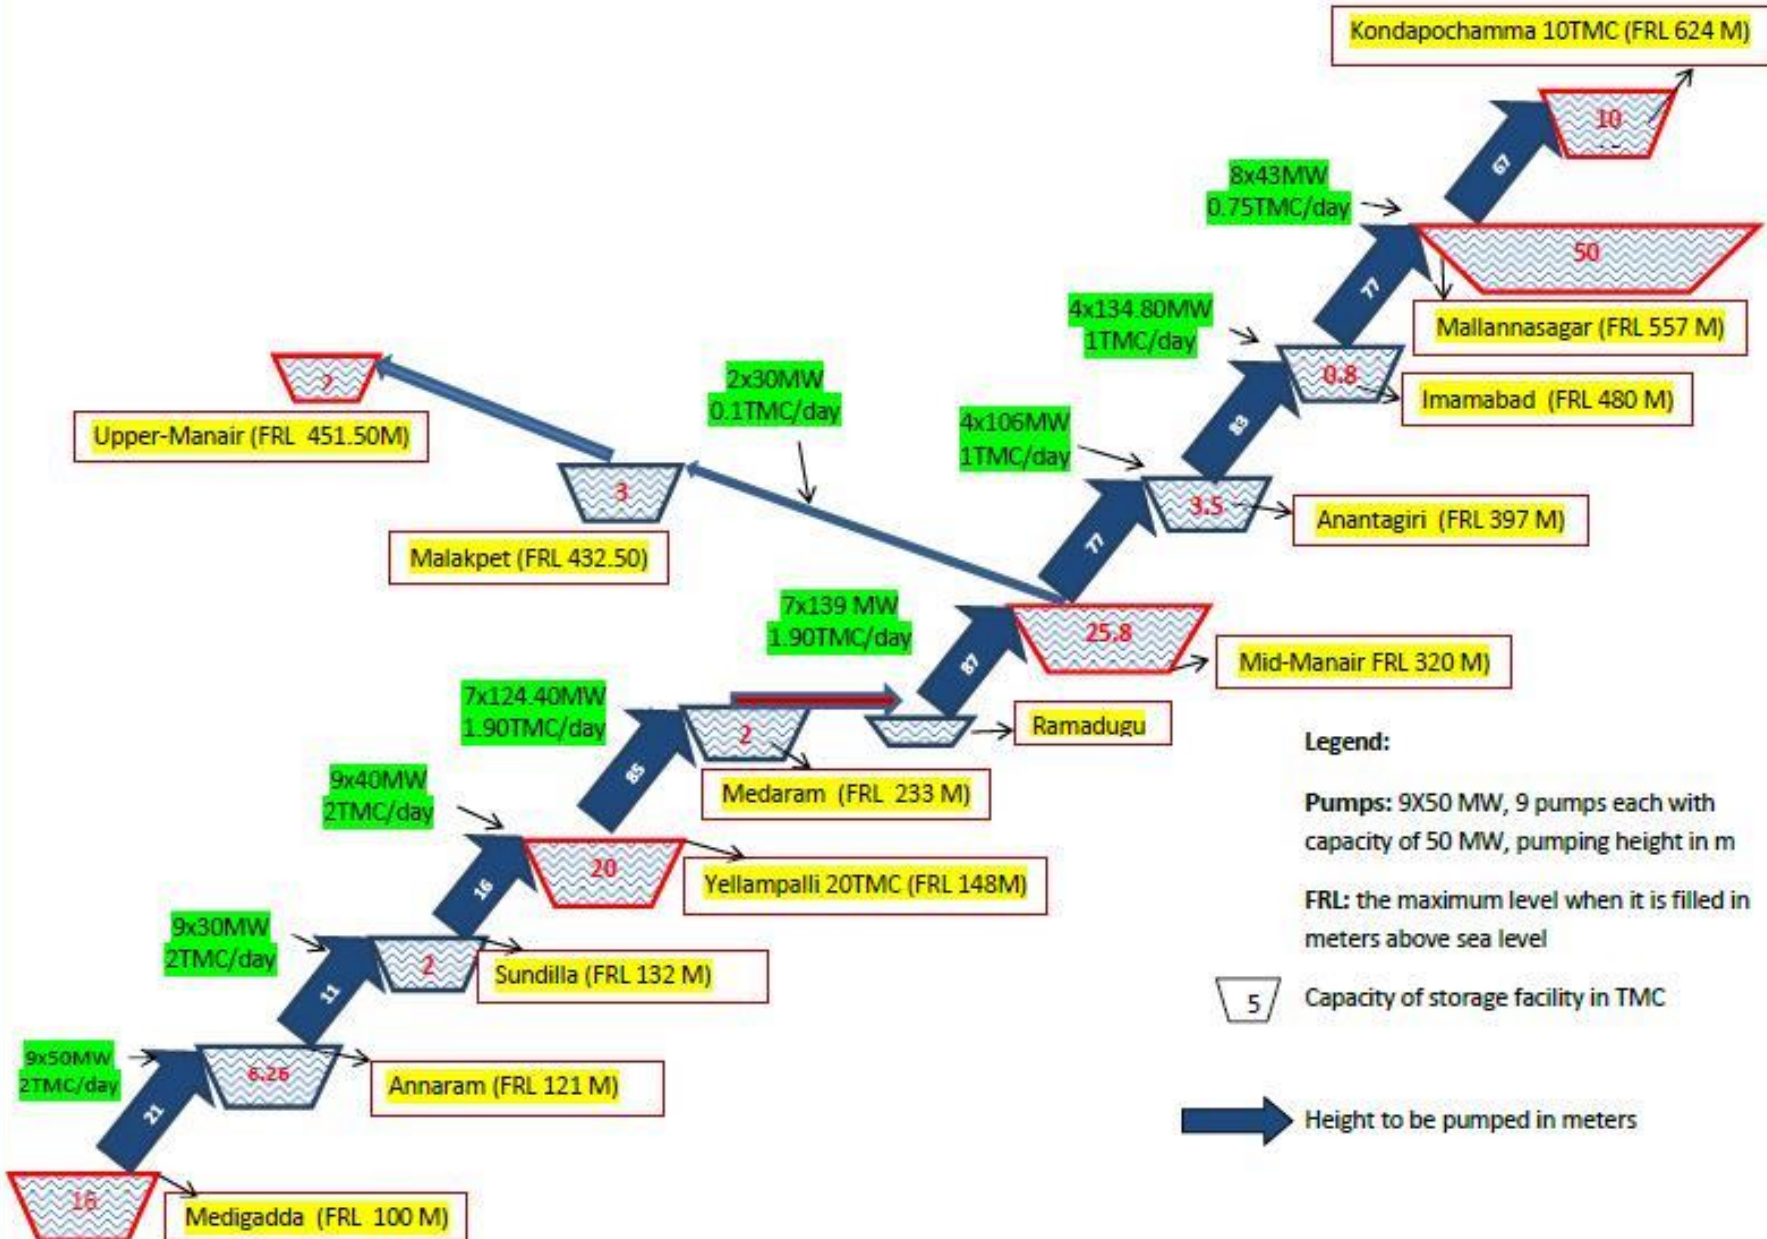 Kondapochamma 10TMC (FRL 624 M)
10
67
8x43MW
0.75TMC/day
50
77
Mallannasagar (FRL 557 M)
4x134.80MW
1TMC/day
0.8
Imamabad (FRL 480 M)
83
2x30MW
0.1TMC/day
2
Upper-Manair (FRL 451.50M)
4x106MW
1TMC/day
3.5
Anantagiri (FRL 397 M)
3
Malakpet (FRL 432.50)
77
7x139 MW
1.90TMC/day
25.8
Mid-Manair FRL 320 M)
87
7x124.40MW
1.90TMC/day
2
Ramadugu
85
Medaram (FRL 233 M)
9x40MW
2TMC/day
20
Yellampalli 20TMC (FRL 148M)
16
9x30MW
2TMC/day
2
Sundilla (FRL 132 M)
11
9x50MW
2TMC/day
6.26
Annaram (FRL 121 M)
21
16
Medigadda (FRL 100 M)
Legend:
Pumps: 9X50 MW, 9 pumps each with
capacity of 50 MW, pumping height in m
FRL: the maximum level when it is filled in
meters above sea level
5
Capacity of storage facility in TMC
Height to be pumped in meters